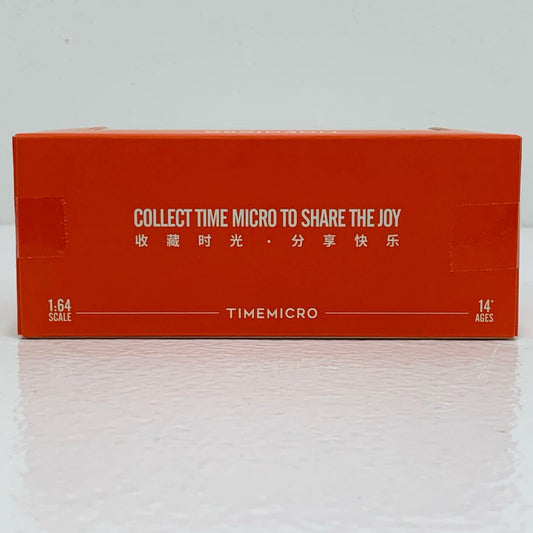 COLLECT TIME MICRO TO SHARE THE JOY
收藏时光·分享快乐
1:64
SCALE
TIMEMICRO
14+
AGES